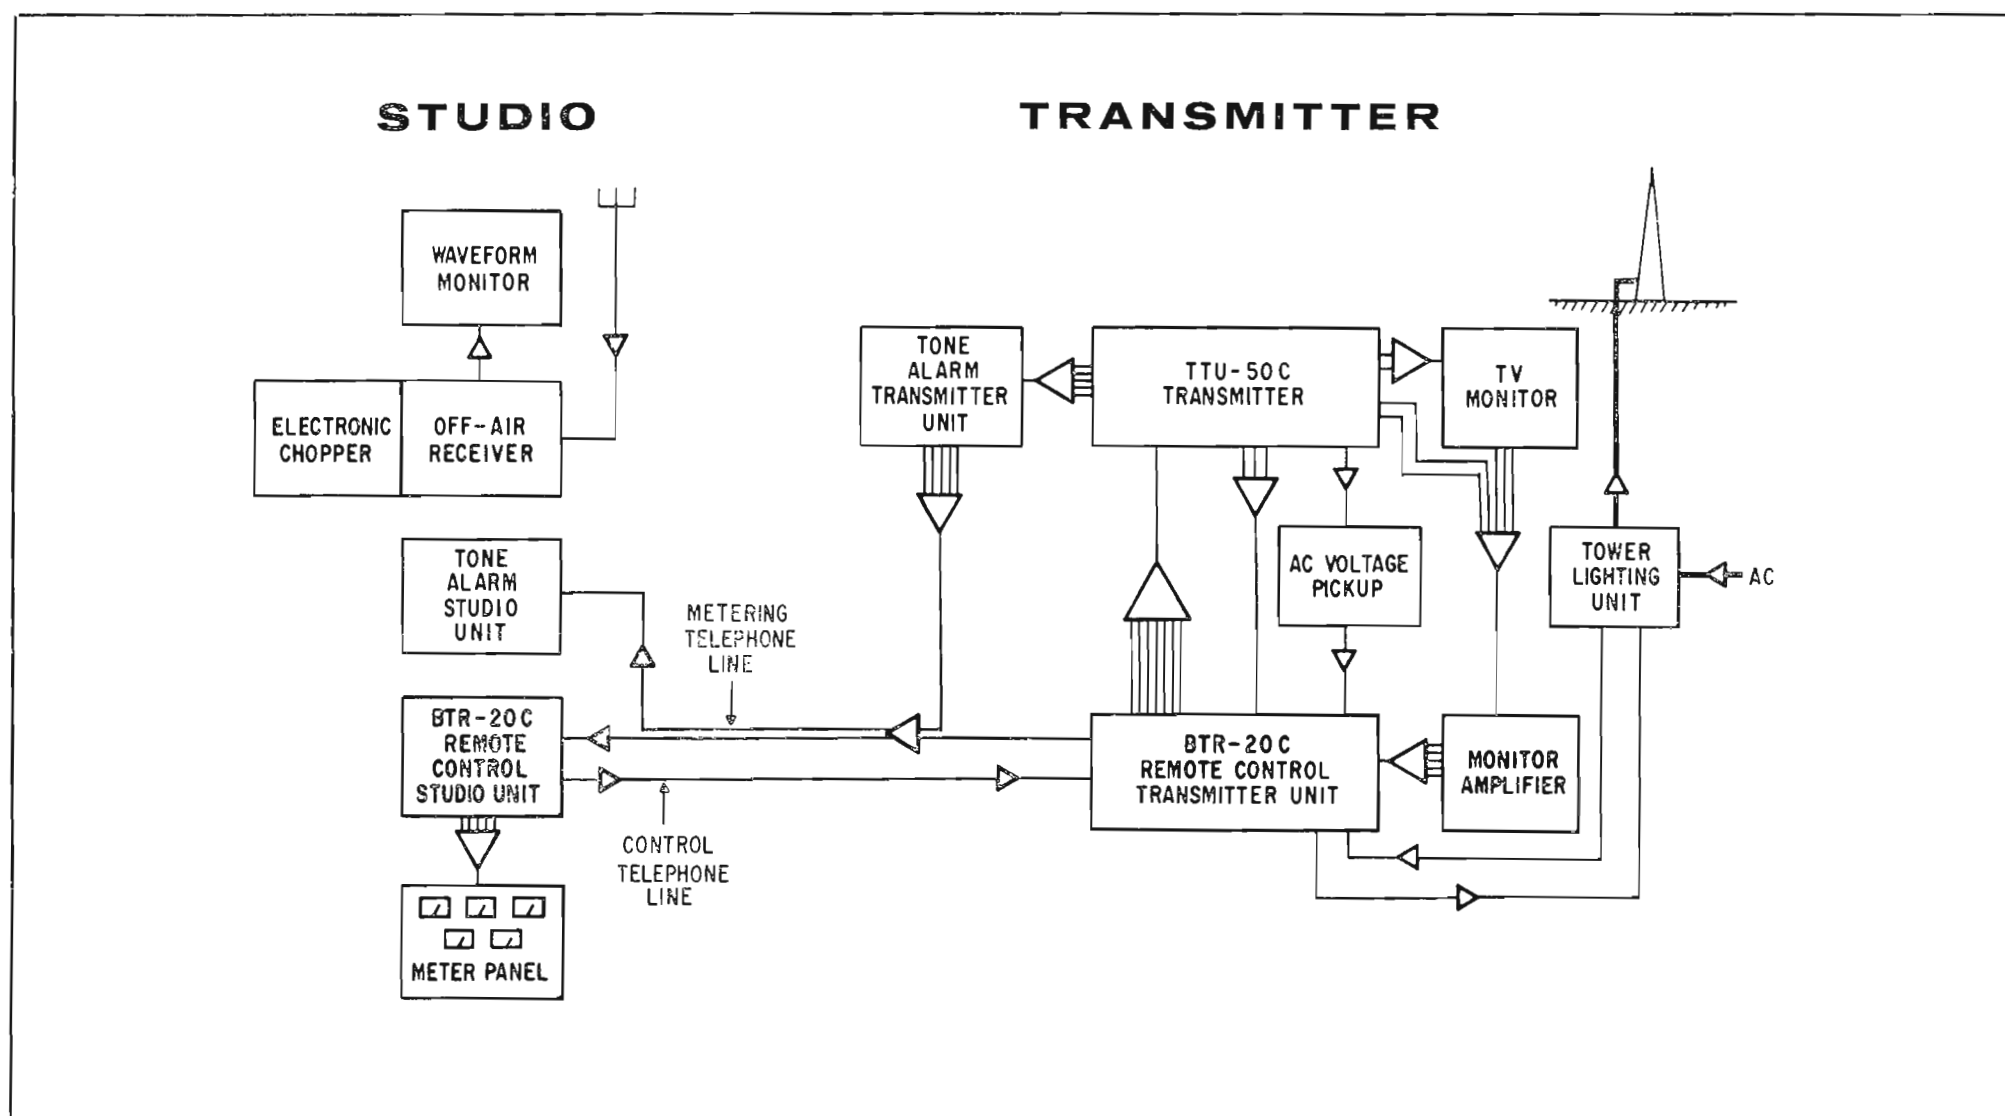 STUDIO
TRANSMITTER
WAVEFORM
MONITOR
ELECTRONIC
CHOPPER
OFF-AIR
RECEIVER
TONE
ALARM
STUDIO
UNIT
BTR-20C
REMOTE
CONTROL
STUDIO UNIT
METER PANEL
METERING
TELEPHONE
LINE
CONTROL
TELEPHONE
LINE
TONE
ALARM
TRANSMITTER
UNIT
TTU-50C
TRANSMITTER
TV
MONITOR
AC VOLTAGE
PICKUP
TOWER
LIGHTING
UNIT
AC
BTR-20C
REMOTE CONTROL
TRANSMITTER UNIT
MONITOR
AMPLIFIER